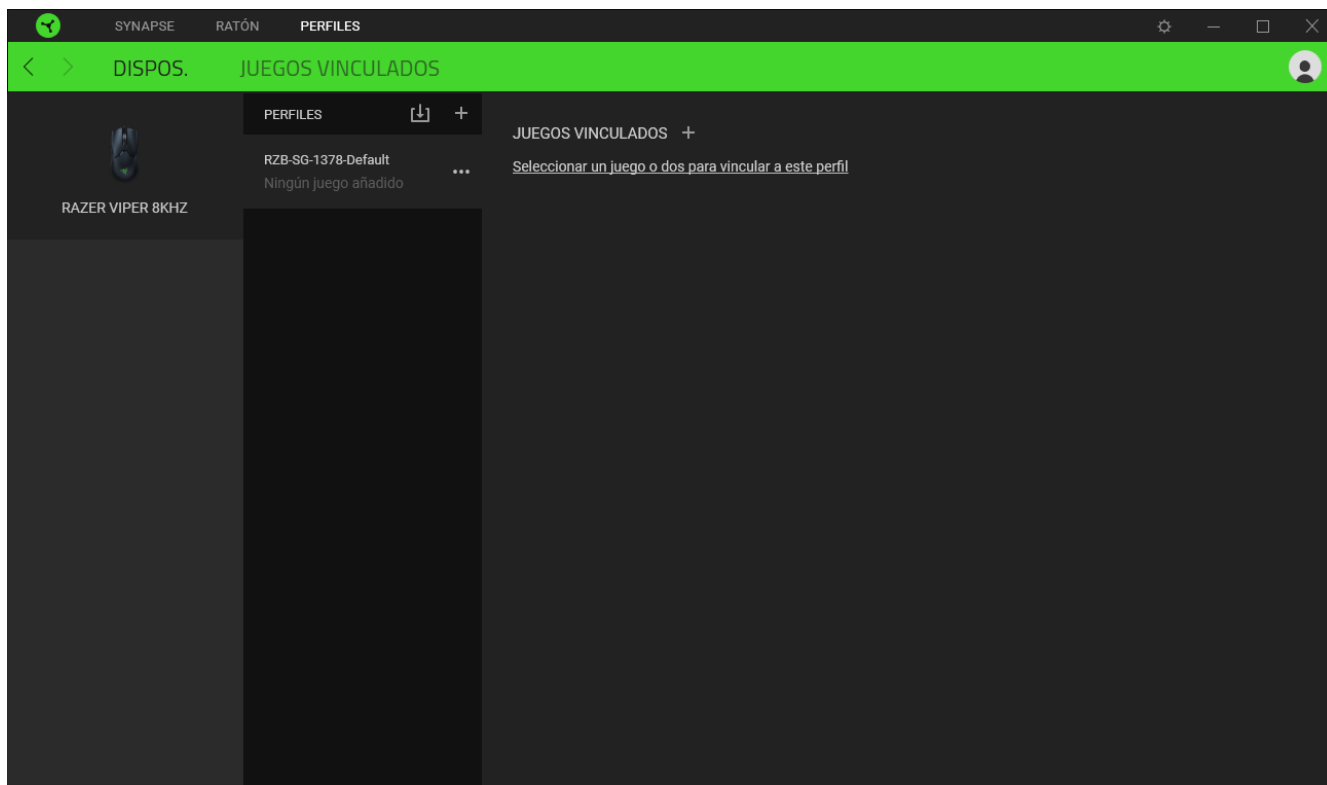 SYNAPSE RATÓN PERFILES
DISPOS. JUEGOS VINCULADOS
RAZER VIPER 8KHZ
PERFILES
RZB-SG-1378-Default
Ningún juego añadido
JUEGOS VINCULADOS
Seleccionar un juego o dos para vincular a este perfil